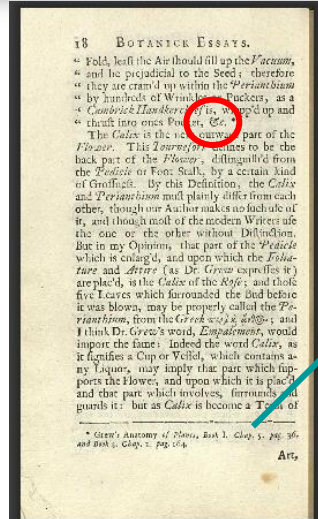 18 BOTANICK ESSAYS.
“ Fold, leaſt the Air ſhould fill up the Vacuum,
“ and be prejudicial to the Seed; therefore
“ they are cram'd up within the Perianthium
“ by hundreds of Wrinkles or Puckers, as a
“ Cambrick Handkerchief is, wrapp'd up and
“ thruſt into ones Pocket, &c. *
The Calix is the next outward part of the
Flower. This Tournefort defines to be the
back part of the Flower, diſtinguiſh'd from
the Pedicle or Foot Stalk, by a certain kind
of Groſſneſs. By this Definition, the Calix
and Perianthium muſt plainly differ from each
other, though our Author makes no ſuch uſe of
it, and though moſt of the modern Writers uſe
the one or the other without Diſtinction.
But in my Opinion, that part of the Pedicle
which is enlarg'd, and upon which the Folia-
ture and Attire (as Dr. Grew expreſſes it)
are plac'd, is the Calix of the Roſe; and thoſe
five Leaves which ſurrounded the Bud before
it was blown, may be properly called the Pe-
rianthium, from the Greek ; and
I think Dr. Grew's word, Empalement, would
import the ſame: Indeed the word Calix, as
it ſignifies a Cup or Veſſel, which contains a-
ny Liquor, may imply that part which ſup-
ports the Flower, and upon which it is plac'd
and that part which involves, ſurrounds and
guards it: but as Calix is become a Term of
* Grew's Anatomy of Plants, Book I. Chap. 5. pag. 36.
and Book 4. Chap. 2. pag. 164.
Art,